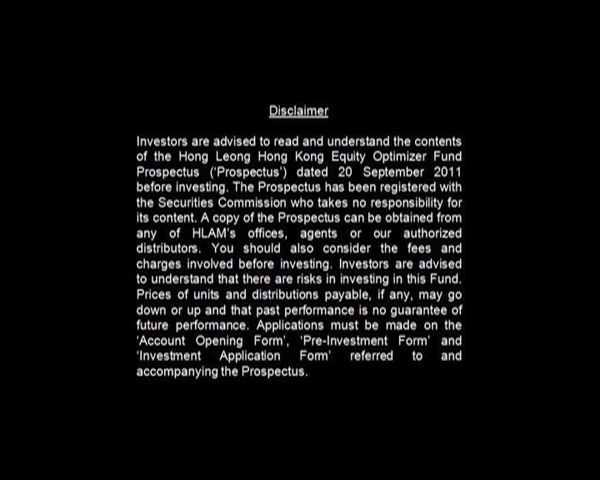 Disclaimer
Investors are advised to read and understand the contents
of the Hong Leong Hong Kong Equity Optimizer Fund
Prospectus ('Prospectus') dated 20 September 2011
before investing. The Prospectus has been registered with
the Securities Commission who takes no responsibility for
its content. A copy of the Prospectus can be obtained from
any of HLAM's offices, agents or our authorized
distributors. You should also consider the fees and
charges involved before investing. Investors are advised
to understand that there are risks in investing in this Fund.
Prices of units and distributions payable, if any, may go
down or up and that past performance is no guarantee of
future performance. Applications must be made on the
‘Account Opening Form’, ‘Pre-Investment Form’ and
‘Investment Application Form’ referred to and
accompanying the Prospectus.